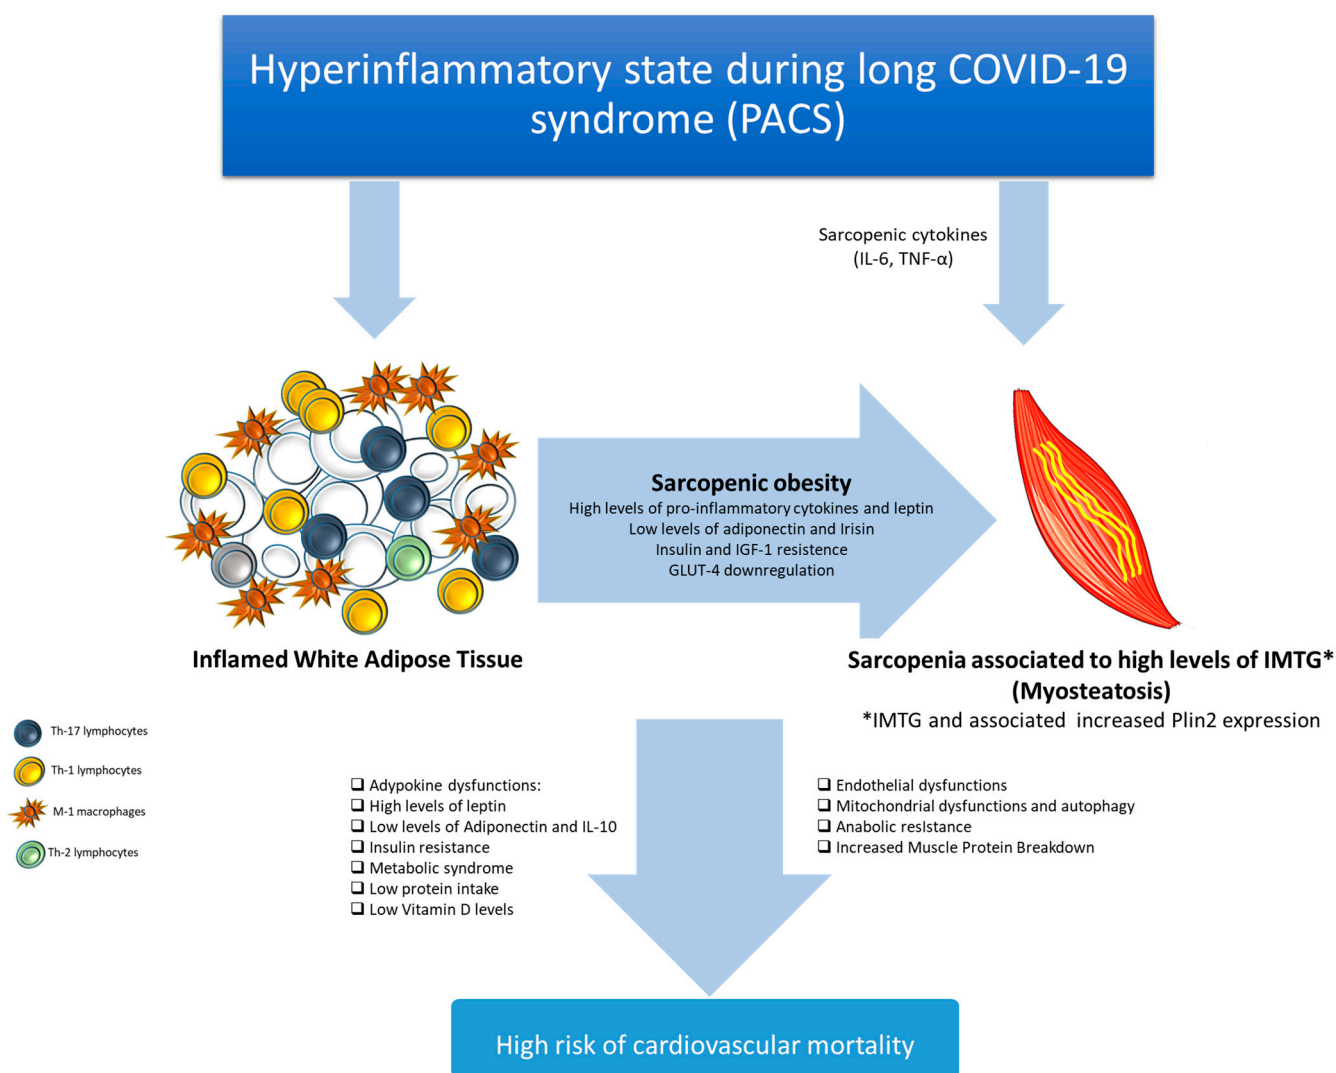 Hyperinflammatory state during long COVID-19
syndrome (PACS)
Sarcopenic cytokines
(IL-6, TNF-α)
Sarcopenic obesity
High levels of pro-inflammatory cytokines and leptin
Low levels of adiponectin and Irisin
Insulin and IGF-1 resistence
GLUT-4 downregulation
Inflamed White Adipose Tissue
Sarcopenia associated to high levels of IMTG*
(Myosteatosis)
*IMTG and associated increased Plin2 expression
Th-17 lymphocytes
Th-1 lymphocytes
M-1 macrophages
Th-2 lymphocytes
Adypokine dysfunctions:
High levels of leptin
Low levels of Adiponectin and IL-10
Insulin resistance
Metabolic syndrome
Low protein intake
Low Vitamin D levels
Endothelial dysfunctions
Mitochondrial dysfunctions and autophagy
Anabolic resIstance
Increased Muscle Protein Breakdown
High risk of cardiovascular mortality